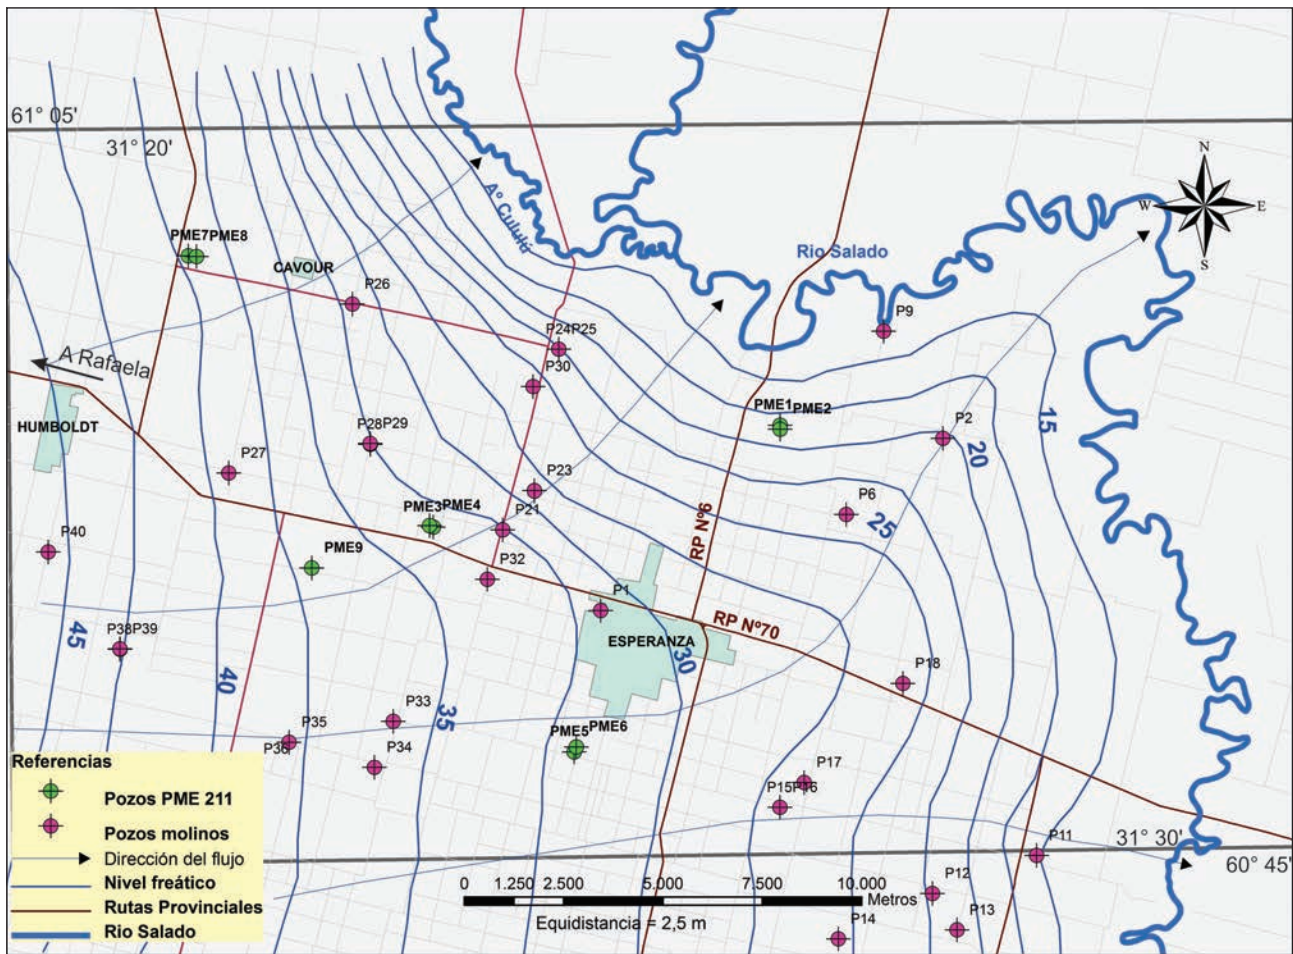 61° 05'
31° 20'
N
W
E
S
Aº Cululú
Rio Salado
PME7PME8
CAVOUR
P26
P9
P24P25
A Rafaela
P30
HUMBOLDT
PME1PME2
P2
15
P28P29
20
P27
P23
P6
25
PME3PME4
P21
RP Nº6
P40
PME9
P32
P1
RP Nº70
P38P39
45
ESPERANZA
30
40
P18
P33
35
PME5PME6
P35
P36
P34
P17
P15P16
Referencias
Pozos PME 211
Pozos molinos
Dirección del flujo
Nivel freático
Rutas Provinciales
Rio Salado
P11
31° 30'
60° 45'
0 1.250 2.500 5.000 7.500 10.000
Metros
Equidistancia = 2,5 m
P12
P13
P14